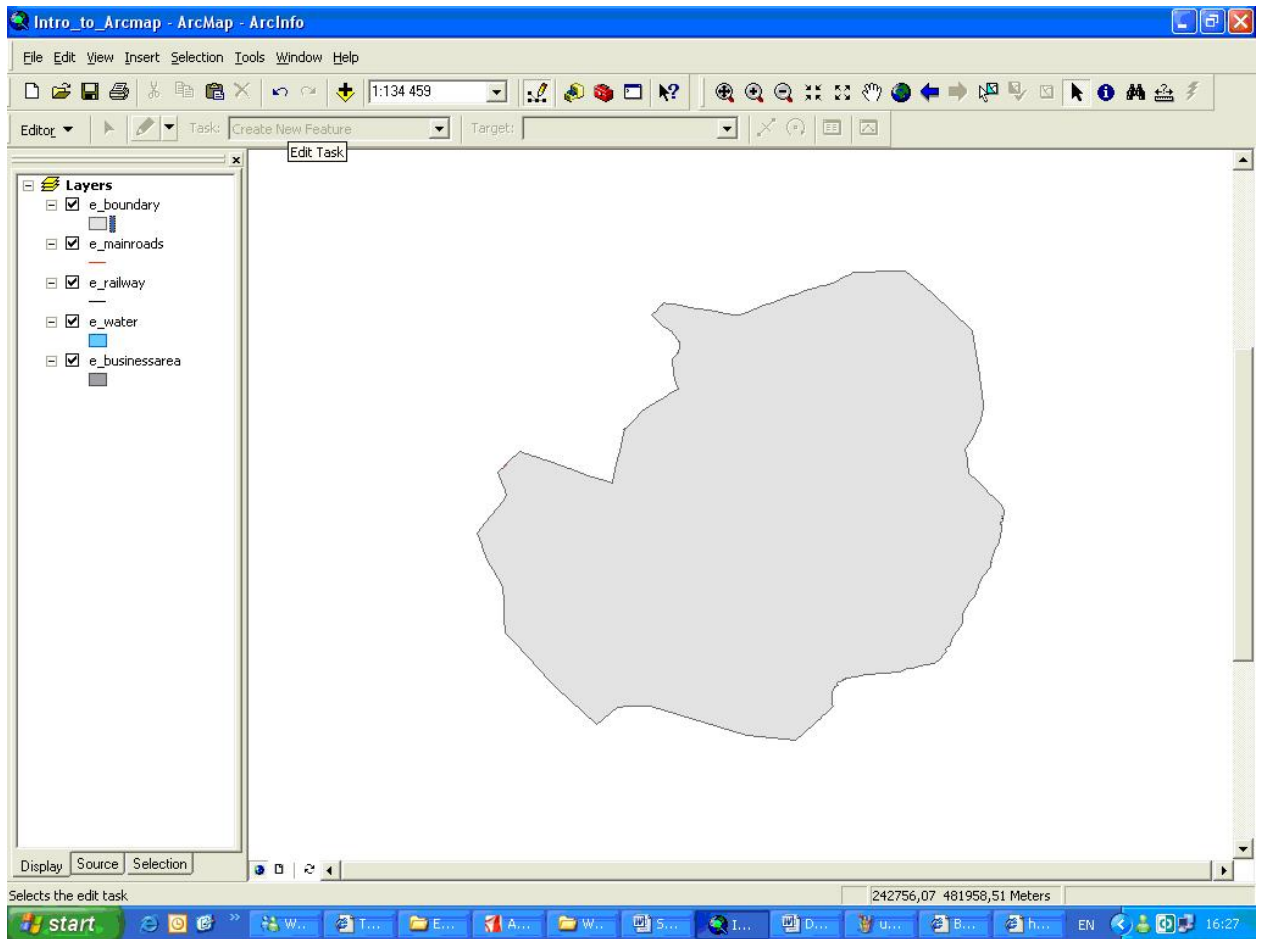 Intro_to_Arcmap - ArcMap - ArcInfo
File Edit View Insert Selection Tools Window Help
1:134 459
Editor Task: Create New Feature Target:
Edit Task
Layers
e_boundary
e_mainroads
e_railway
e_water
e_businessarea
Display Source Selection
Selects the edit task 242756,07 481958,51 Meters
start W... T... E... A... W... S... I... D... u... B... h... EN 16:27